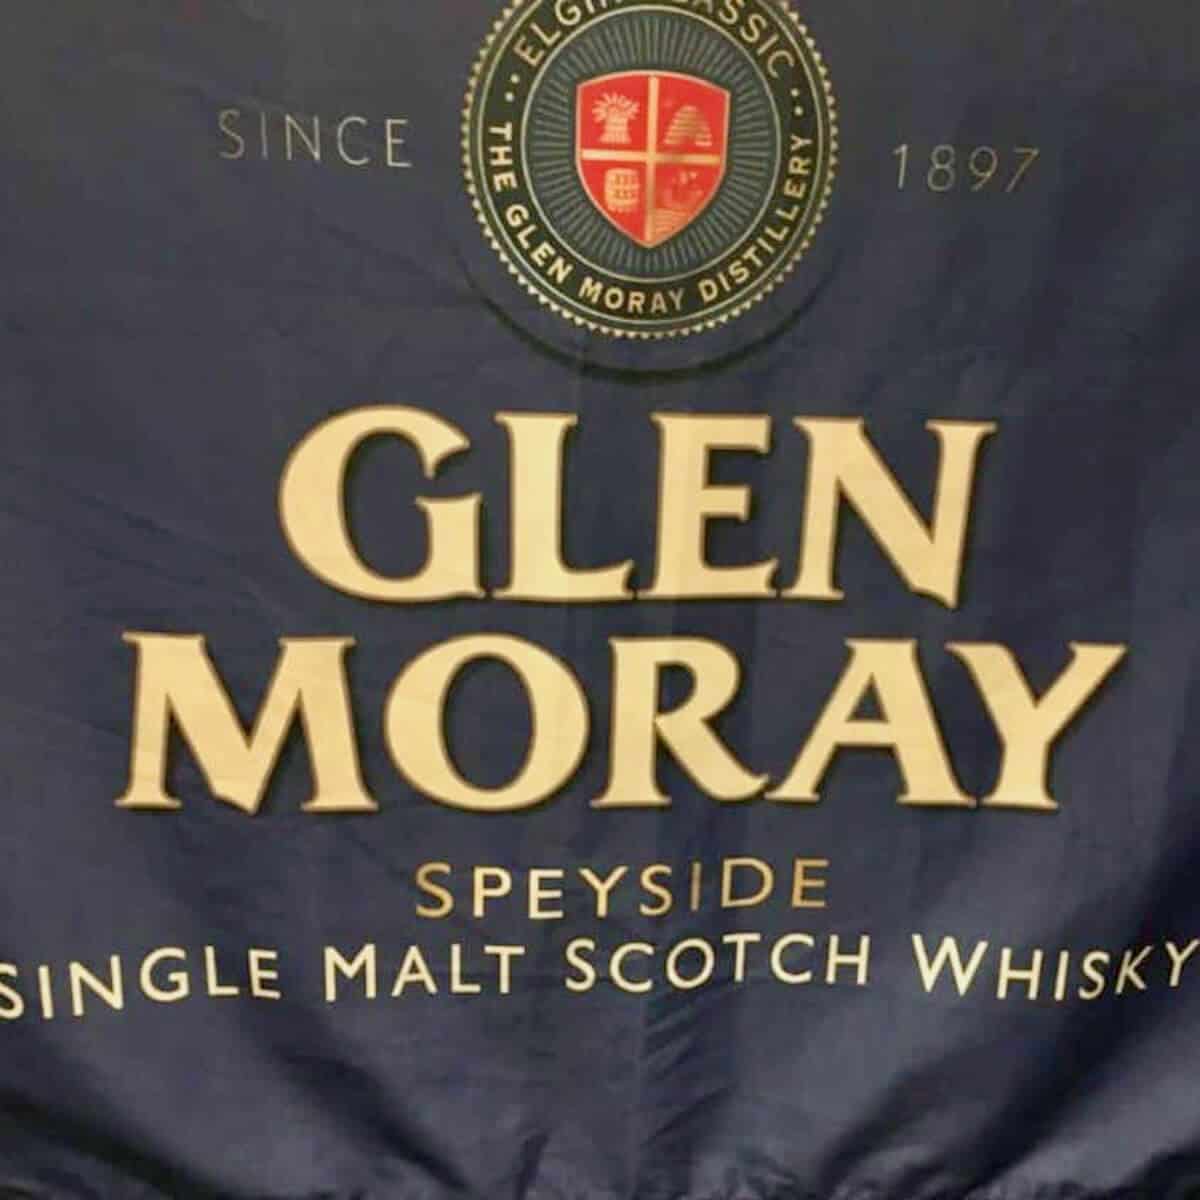 ELGIN CLASSIC
SINCE
1897
THE GLEN MORAY DISTILLERY
GLEN
MORAY
SPEYSIDE
SINGLE MALT SCOTCH WHISKY